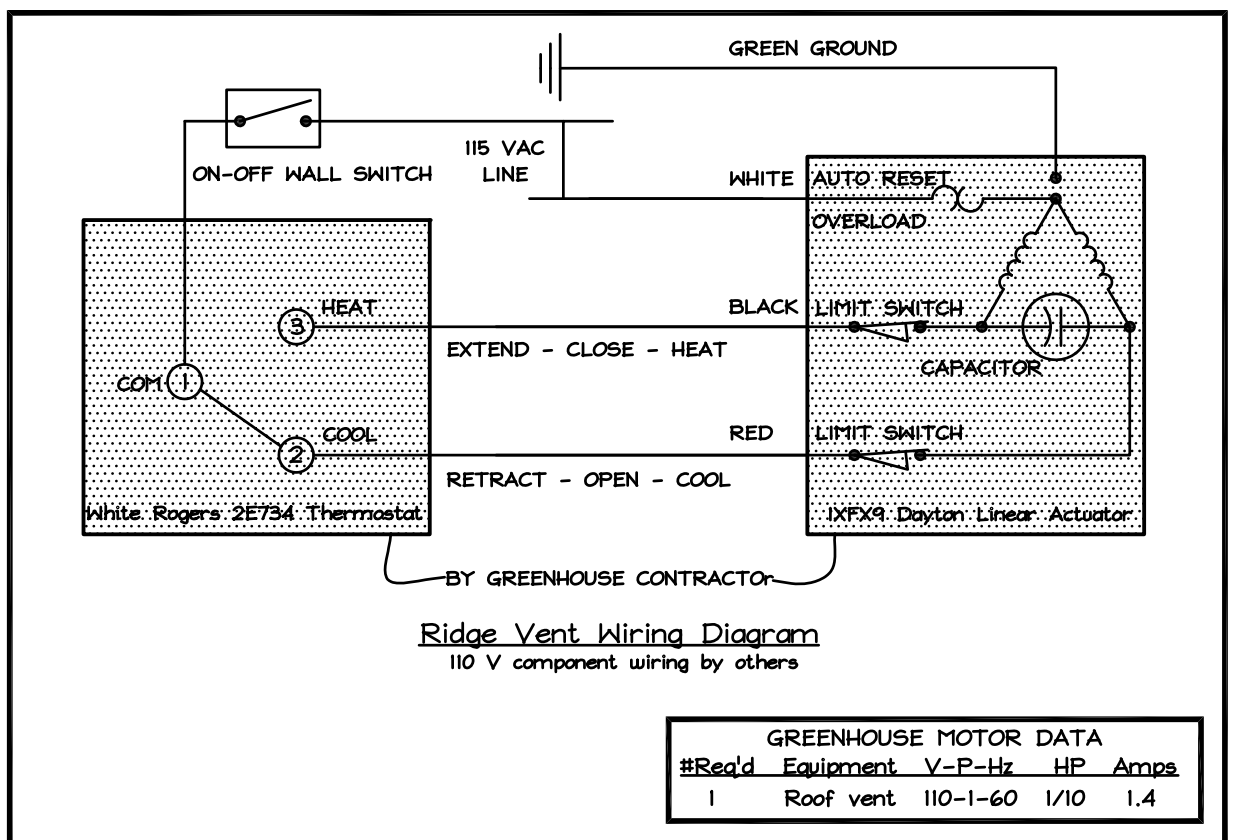 GREEN GROUND
115 VAC
LINE
ON-OFF WALL SWITCH
WHITE
AUTO RESET
OVERLOAD
HEAT
3
BLACK
LIMIT SWITCH
EXTEND - CLOSE - HEAT
CAPACITOR
COM
1
COOL
2
RED
LIMIT SWITCH
RETRACT - OPEN - COOL
White Rogers 2E734 Thermostat
1XFX9 Dayton Linear Actuator
BY GREENHOUSE CONTRACTOr
Ridge Vent Wiring Diagram
110 V component wiring by others
GREENHOUSE MOTOR DATA
#Req'd Equipment V-P-Hz HP Amps
1 Roof vent 110-1-60 1/10 1.4